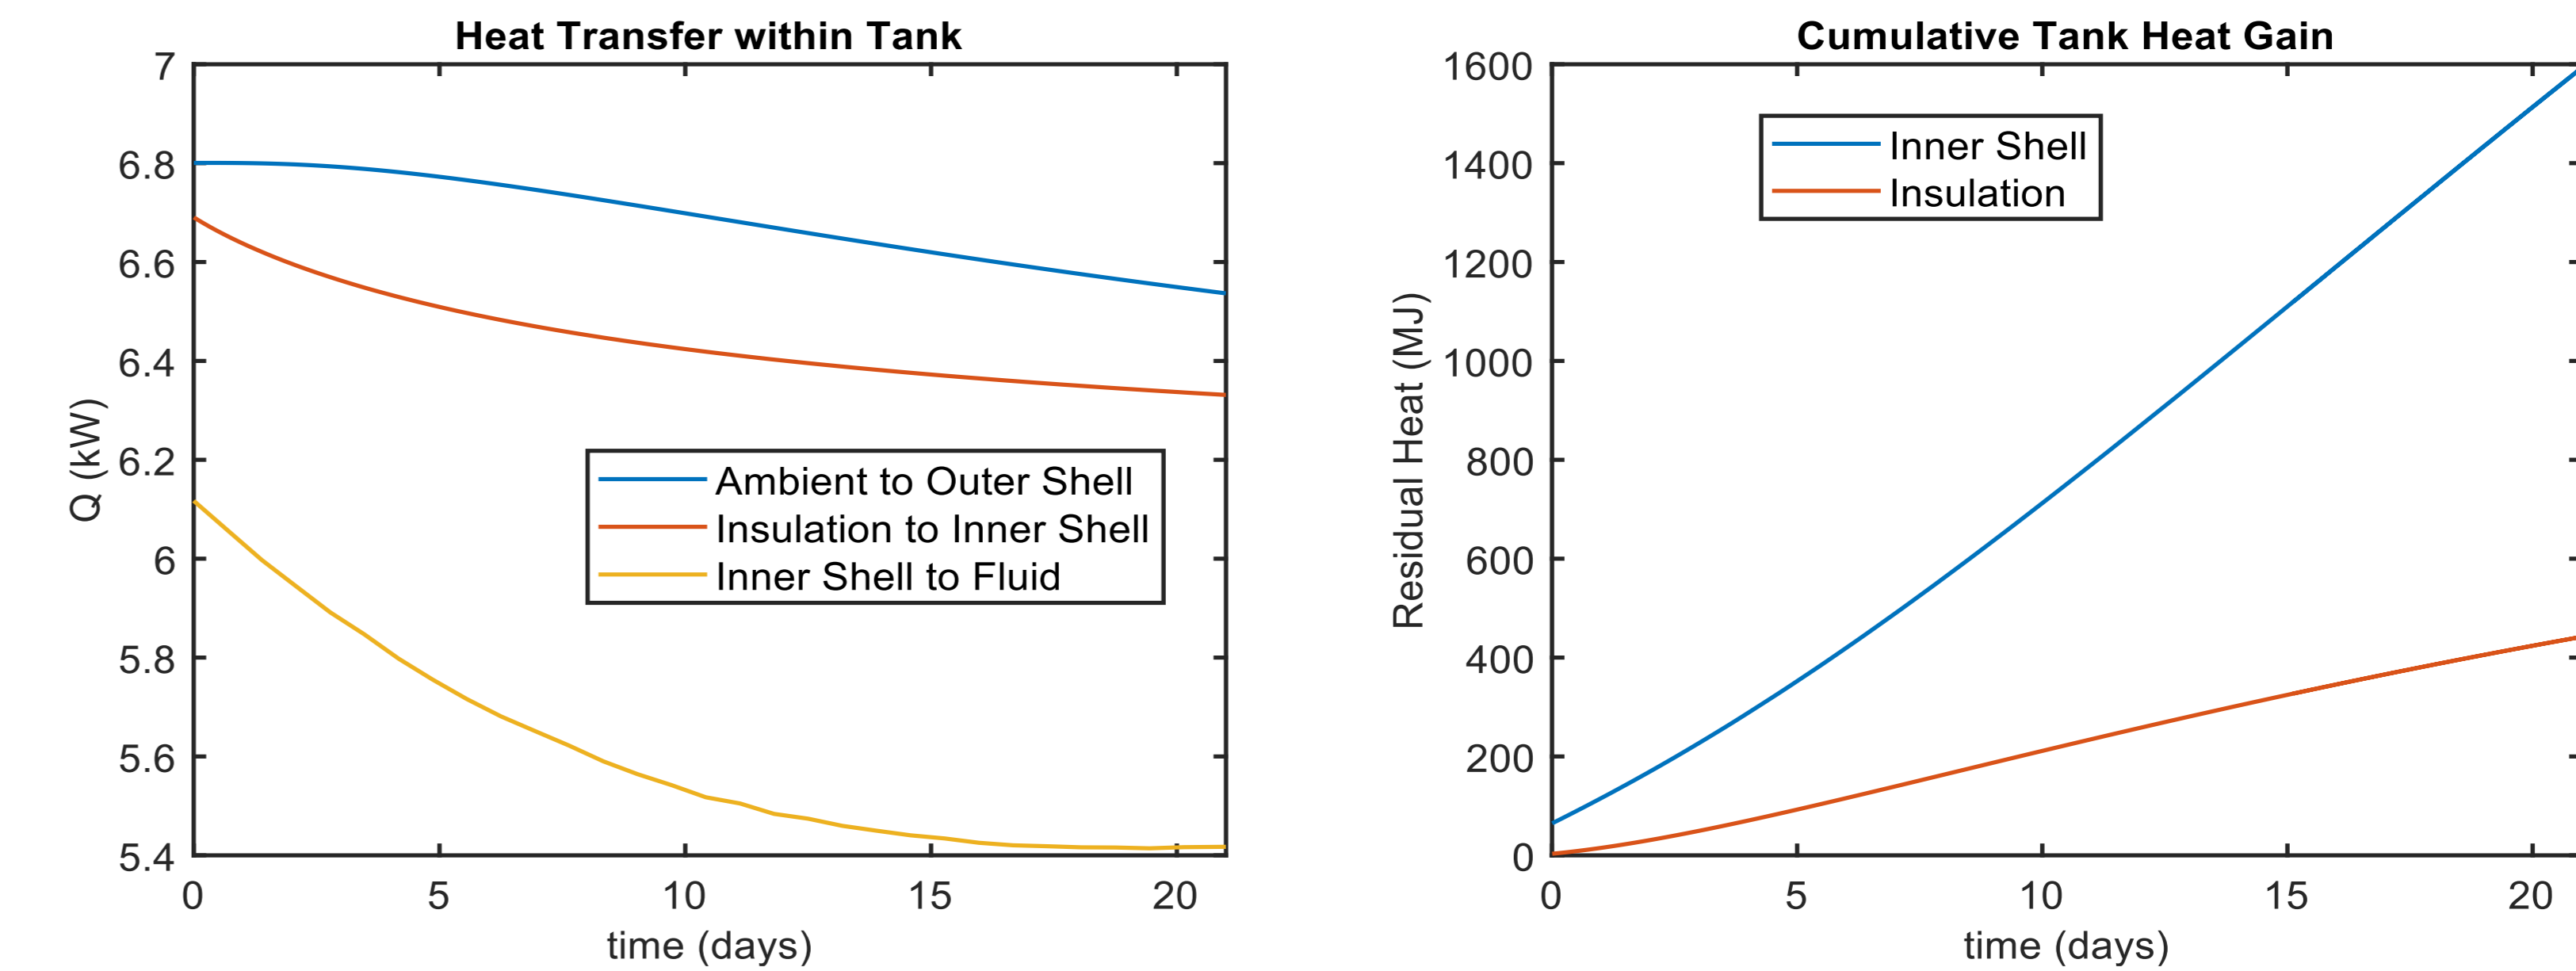 Heat Transfer within Tank
7
6.8
6.6
6.4
6.2
6
5.8
5.6
5.4
Q (kW)
Ambient to Outer Shell
Insulation to Inner Shell
Inner Shell to Fluid
0 5 10 15 20
time (days)
Cumulative Tank Heat Gain
1600
1400
1200
1000
800
600
400
200
0
Residual Heat (MJ)
Inner Shell
Insulation
0 5 10 15 20
time (days)